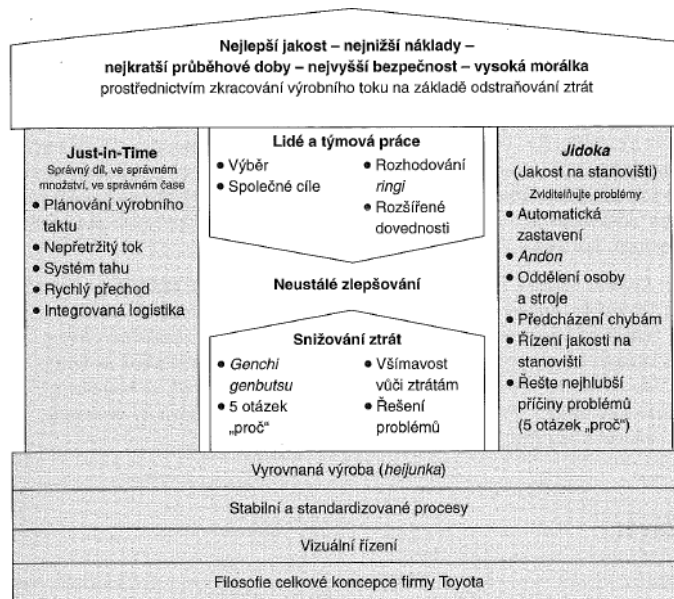 Nejlepší jakost – nejnižší náklady –
nejkratší průběhové doby – nejvyšší bezpečnost – vysoká morálka
prostřednictvím zkracování výrobního toku na základě odstraňování ztrát
Just-in-Time
Správný díl, ve správném
množství, ve správném čase
● Plánování výrobního
taktu
● Nepřetržitý tok
● Systém tahu
● Rychlý přechod
● Integrovaná logistika
Lidé a týmová práce
● Výběr
● Společné cíle
● Rozhodování
ringi
● Rozšířené
dovednosti
Neustálé zlepšování
Snižování ztrát
● Genchi
genbutsu
● 5 otázek
„proč“
● Všímavost
vůči ztrátám
● Řešení
problémů
Jidoka
(Jakost na stanovišti)
Zviditelňujte problémy
● Automatická
zastavení
● Andon
● Oddělení osoby
a stroje
● Předcházení chybám
● Řízení jakosti na
stanovišti
● Řešte nejhlubší
příčiny problémů
(5 otázek „proč“)
Vyrovnaná výroba (heijunka)
Stabilní a standardizované procesy
Vizuální řízení
Filosofie celkové koncepce firmy Toyota